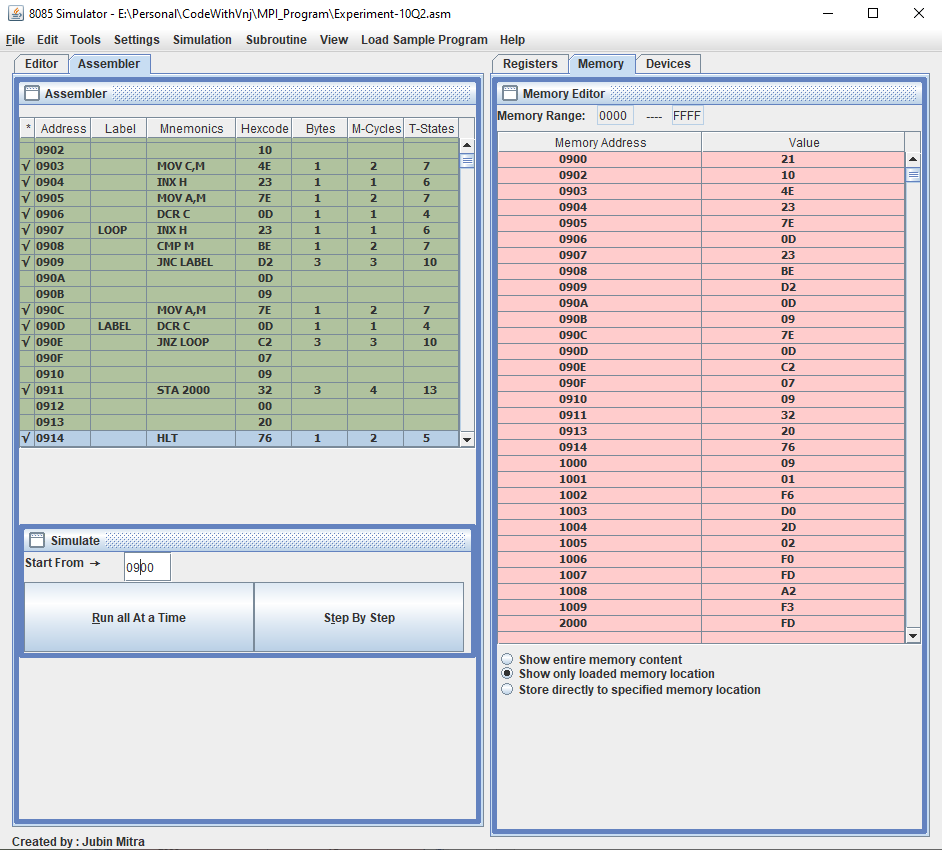 8085 Simulator - E:\Personal\CodeWithVnj\MPI_Program\Experiment-10Q2.asm
File Edit Tools Settings Simulation Subroutine View Load Sample Program Help
Editor Assembler
Assembler
* Address Label Mnemonics Hexcode Bytes M-Cycles T-States
0902 10
√ 0903 MOV C,M 4E 1 2 7
√ 0904 INX H 23 1 1 6
√ 0905 MOV A,M 7E 1 2 7
√ 0906 DCR C 0D 1 1 4
√ 0907 LOOP INX H 23 1 1 6
√ 0908 CMP M BE 1 2 7
√ 0909 JNC LABEL D2 3 3 10
090A 0D
090B 09
√ 090C MOV A,M 7E 1 2 7
√ 090D LABEL DCR C 0D 1 1 4
√ 090E JNZ LOOP C2 3 3 10
090F 07
0910 09
√ 0911 STA 2000 32 3 4 13
0912 00
0913 20
√ 0914 HLT 76 1 2 5
Simulate
Start From → 0900
Run all At a Time Step By Step
Registers Memory Devices
Memory Editor
Memory Range: 0000 ---- FFFF
Memory Address Value
0900 21
0902 10
0903 4E
0904 23
0905 7E
0906 0D
0907 23
0908 BE
0909 D2
090A 0D
090B 09
090C 7E
090D 0D
090E C2
090F 07
0910 09
0911 32
0913 20
0914 76
1000 09
1001 01
1002 F6
1003 D0
1004 2D
1005 02
1006 F0
1007 FD
1008 A2
1009 F3
2000 FD
Show entire memory content
Show only loaded memory location
Store directly to specified memory location
Created by : Jubin Mitra